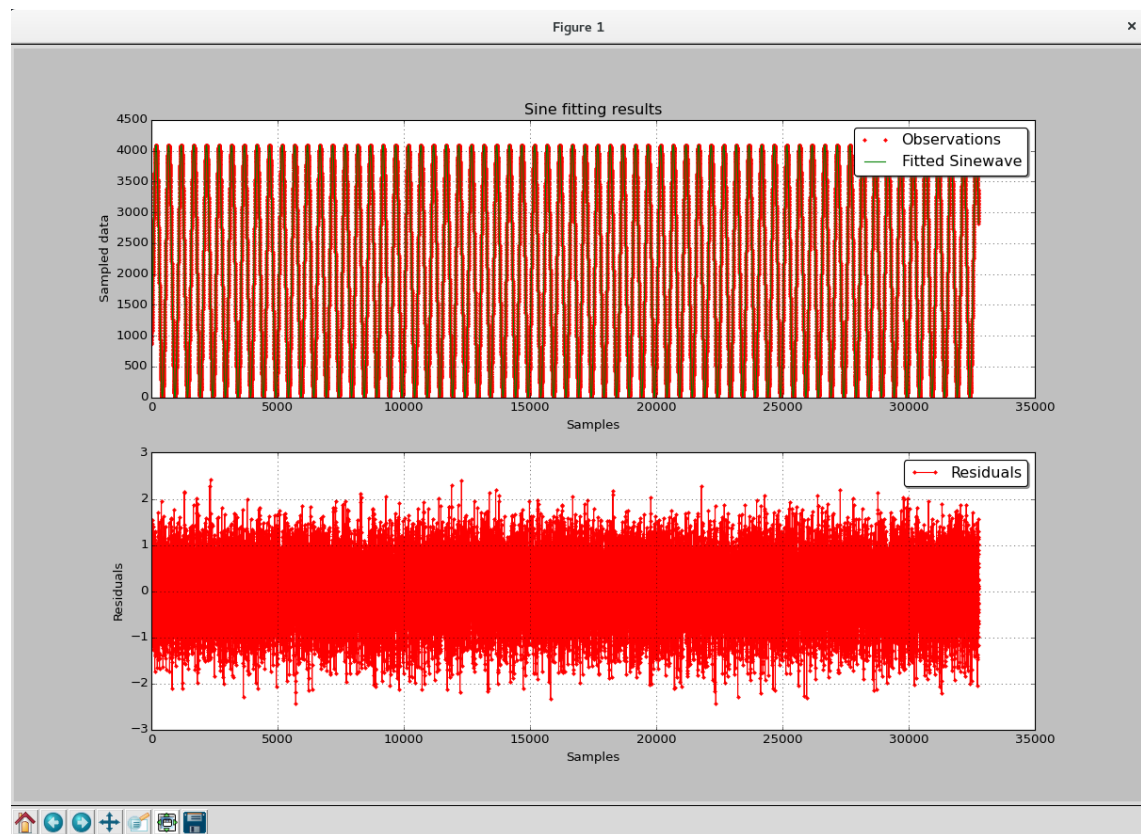 Figure 1
×
Sine fitting results
4500
4000
3500
3000
2500
2000
1500
1000
500
0
Sampled data
Observations
Fitted Sinewave
0 5000 10000 15000 20000 25000 30000 35000
Samples
3
2
1
0
−1
−2
−3
Residuals
Residuals
0 5000 10000 15000 20000 25000 30000 35000
Samples